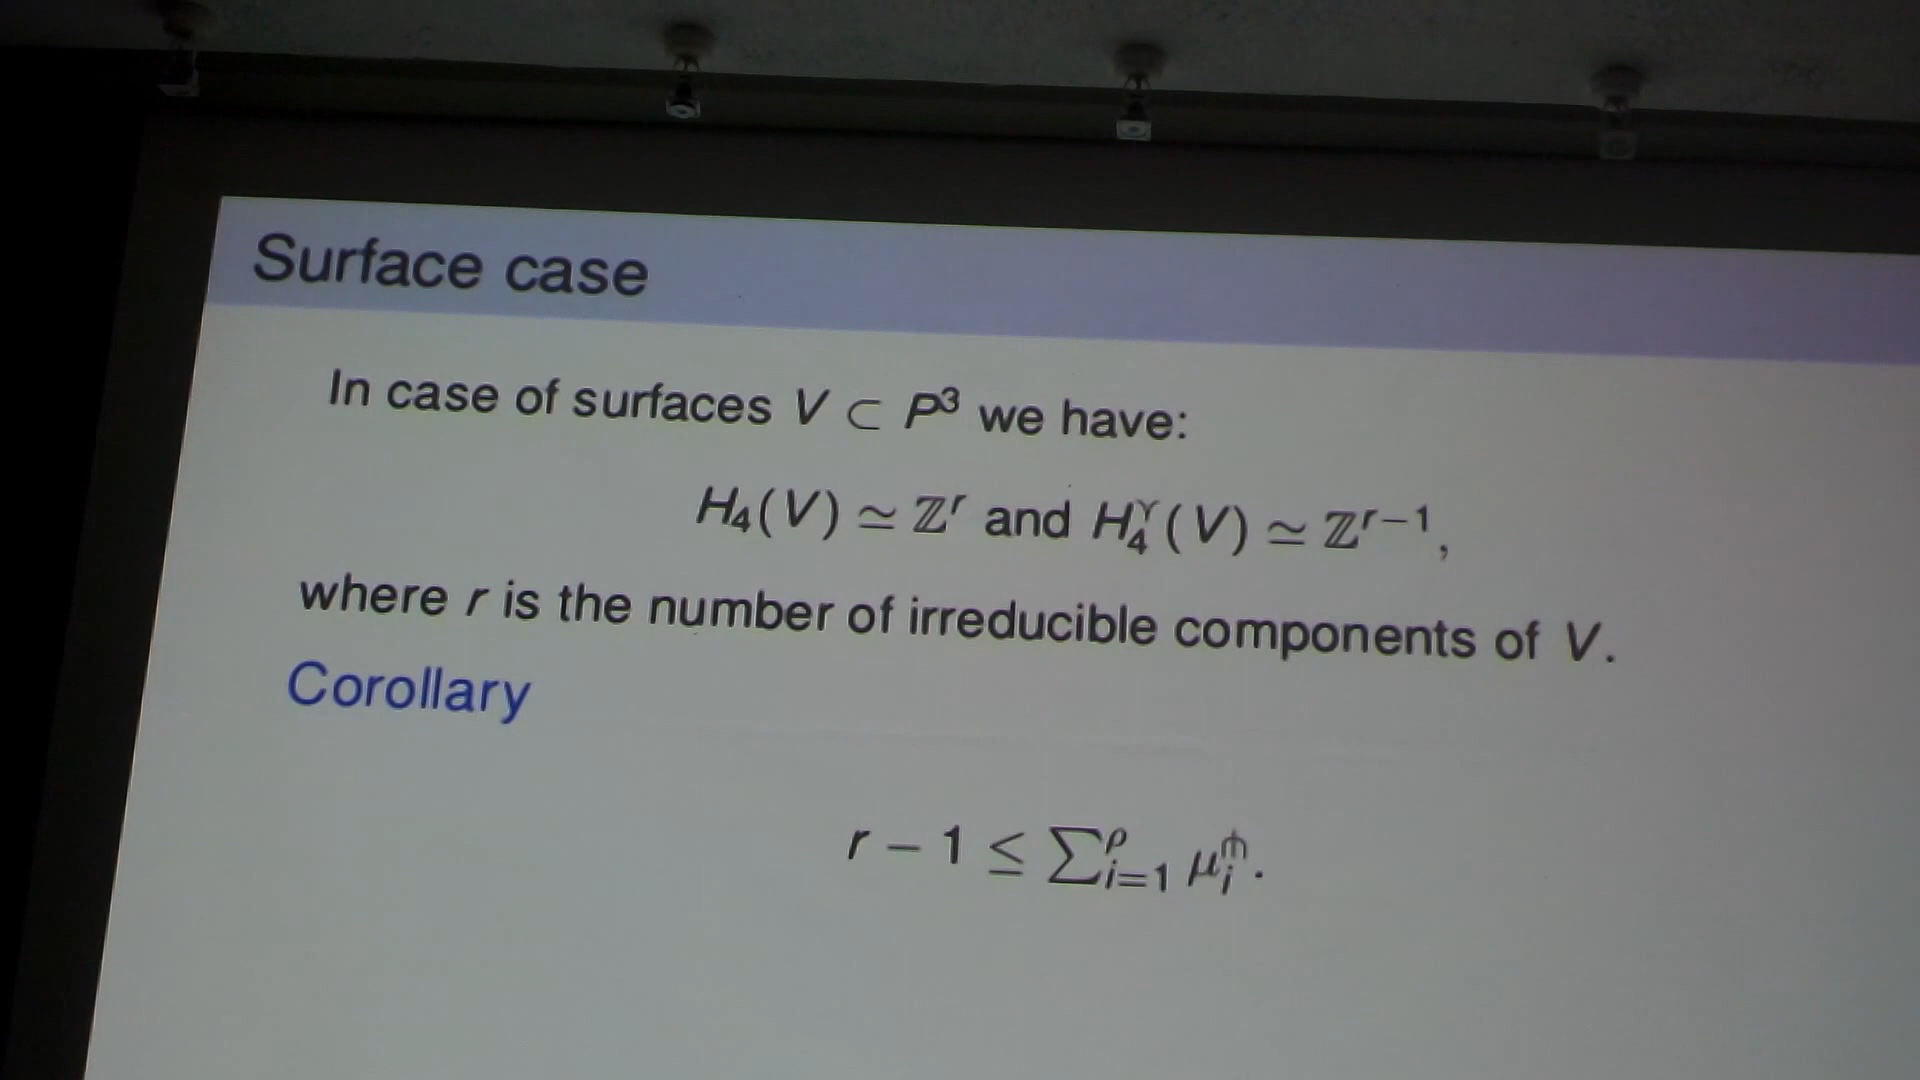 Surface case
In case of surfaces V ⊂ P³ we have:
H₄(V) ≃ ℤʳ and H₄^γ(V) ≃ ℤʳ⁻¹,
where r is the number of irreducible components of V.
Corollary
r − 1 ≤ ∑_{i=1}^{ρ} μ_i^⋔.